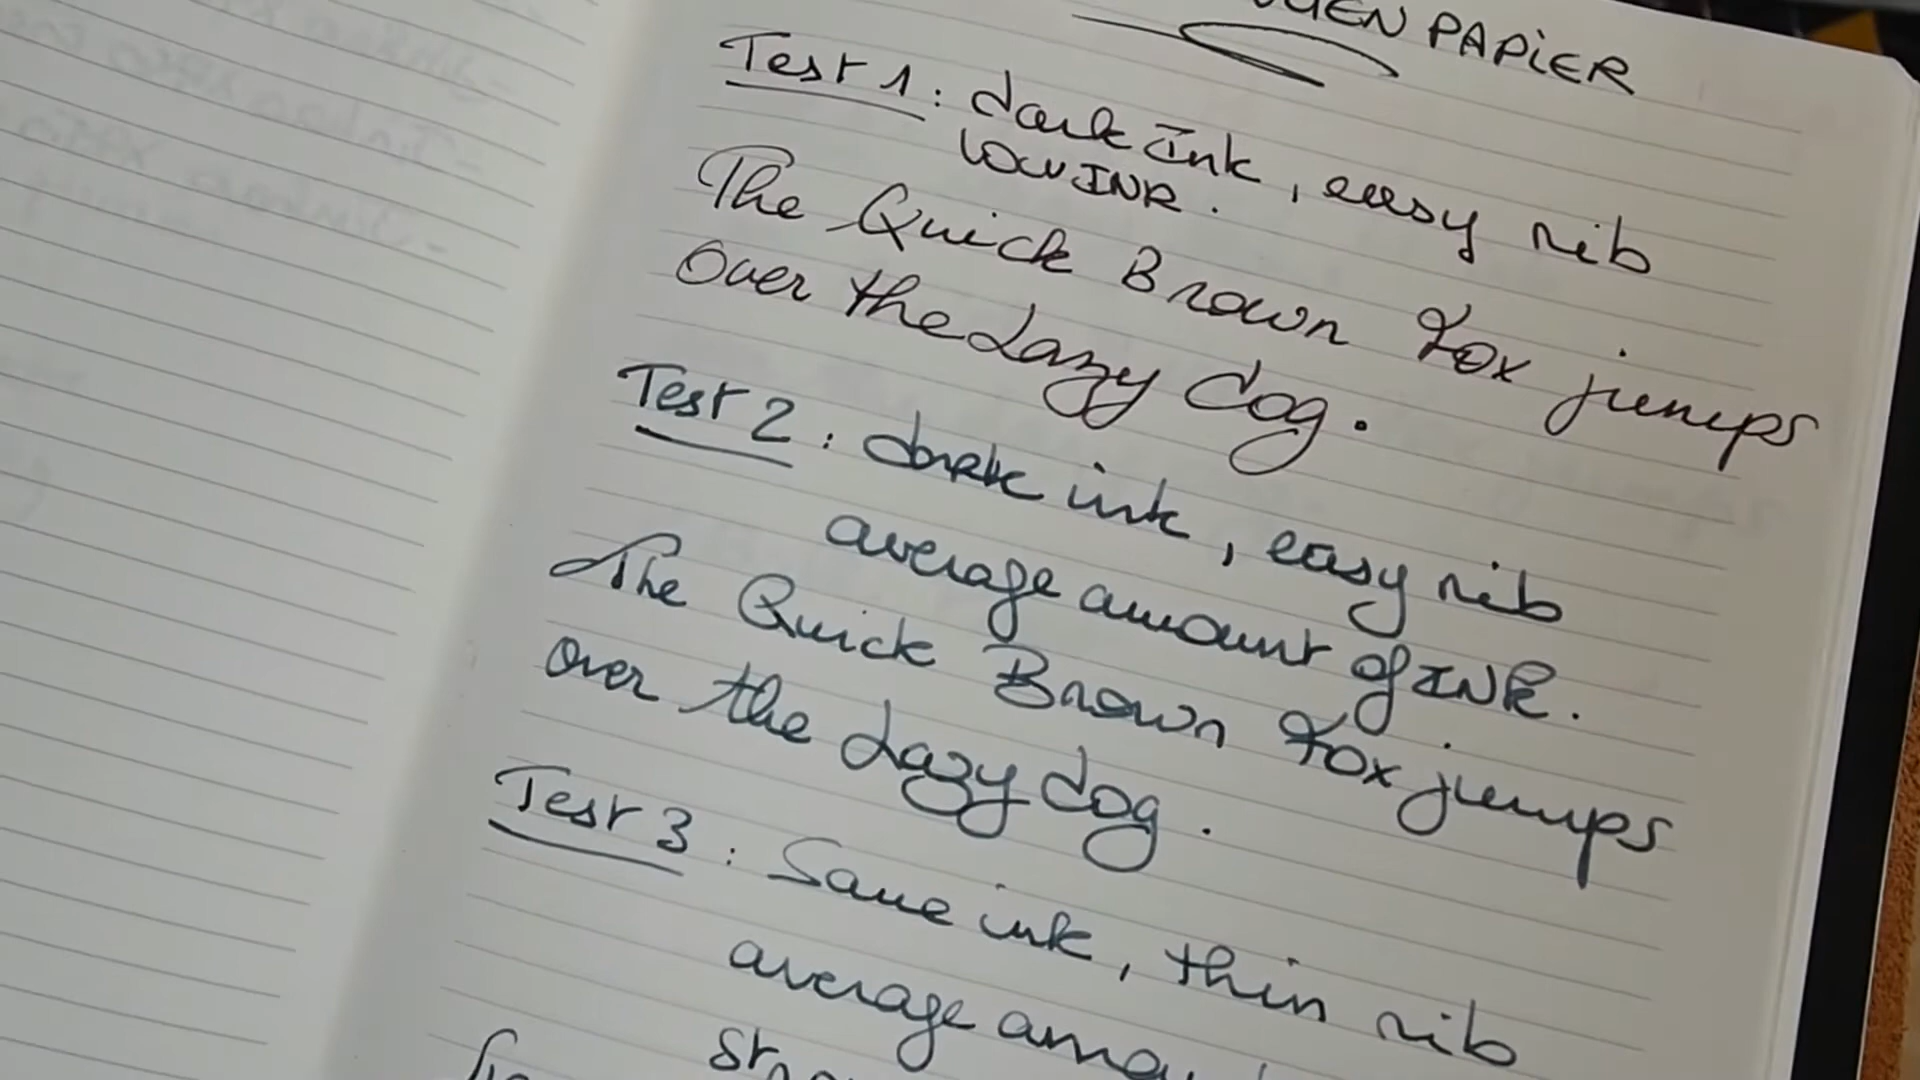 PAPiER
Test 1: dark Ink, easy nib
LOW INK.
The Quick Brown Fox jumps
Over the Lazy dog.
Test 2: dark ink, easy nib
average amount of INK.
The Quick Brown Fox jumps
over the Lazy dog.
Test 3: Same ink, thin nib
average